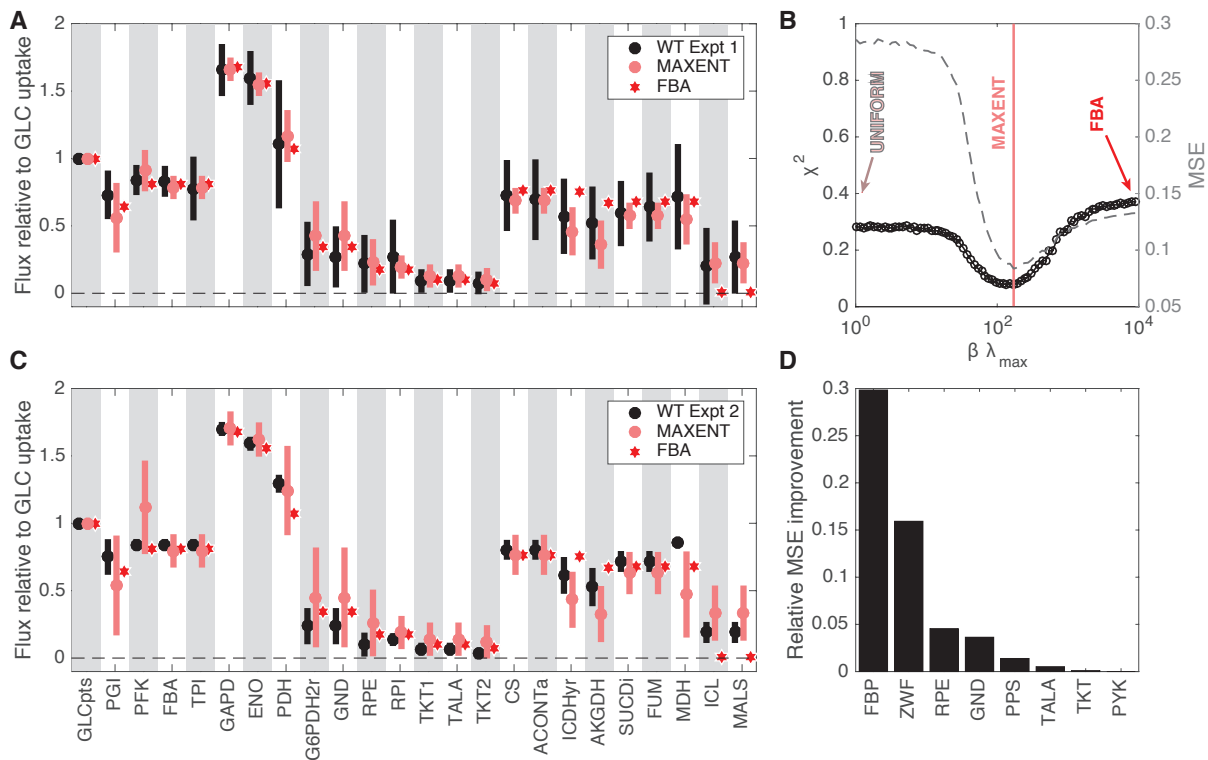 A
2
1.5
1
0.5
0
Flux relative to GLC uptake
WT Expt 1
MAXENT
FBA
B
1
0.8
0.6
0.4
0.2
0
χ 2
0.3
0.25
0.2
0.15
0.1
0.05
MSE
UNIFORM
MAXENT
FBA
10 0
10 2
10 4
β λ max
C
2
1.5
1
0.5
0
Flux relative to GLC uptake
WT Expt 2
MAXENT
FBA
GLCpts
PGI
PFK
FBA
TPI
GAPD
ENO
PDH
G6PDH2r
GND
RPE
RPI
TKT1
TALA
TKT2
CS
ACONTa
ICDHyr
AKGDH
SUCDi
FUM
MDH
ICL
MALS
D
0.3
0.25
0.2
0.15
0.1
0.05
0
Relative MSE improvement
FBP
ZWF
RPE
GND
PPS
TALA
TKT
PYK